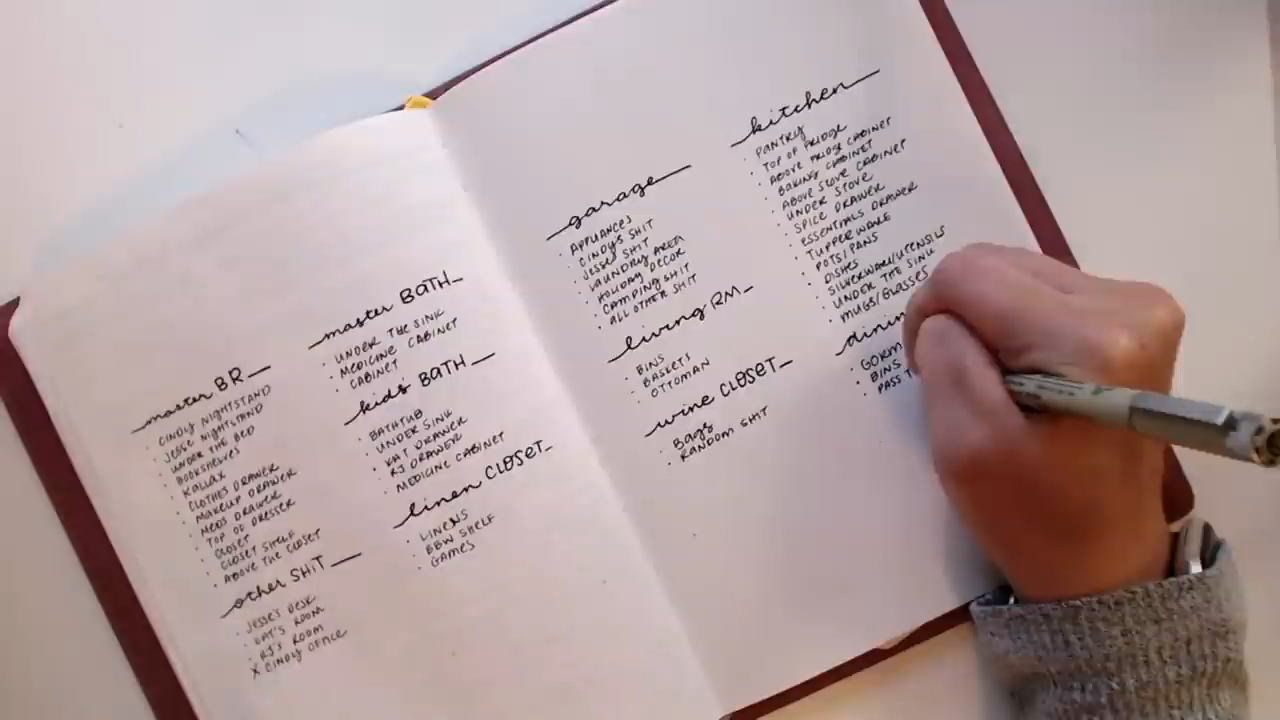 master BR
• CINDY NIGHTSTAND
• JESSE NIGHTSTAND
• UNDER THE BED
• BOOKSHELVES
• KALLAX
• CLOTHES DRAWER
• MAKEUP DRAWER
• MEDS DRAWER
• TOP OF DRESSER
• CLOSET
• CLOSET SHELF
• ABOVE THE CLOSET
other SHIT
• JESSE'S DESK
• KAT'S ROOM
• RJ'S ROOM
X CINDY OFFICE
master BATH
• UNDER THE SINK
• MEDICINE CABINET
• CABINET
kids BATH
• BATHTUB
• UNDER SINK
• KAT DRAWER
• RJ DRAWER
• MEDICINE CABINET
linen CLOSET
• LINENS
• BBW SHELF
• GAMES
garage
• APPLIANCES
• CINDY'S SHIT
• JESSE SHIT
• LAUNDRY AREA
• HOLIDAY DECOR
• CAMPING SHIT
• ALL OTHER SHIT
living RM
• BINS
• BASKETS
• OTTOMAN
wine CLOSET
• BAGS
• RANDOM SHIT
kitchen
• PANTRY
• TOP OF FRIDGE
• ABOVE FRIDGE CABINET
• BAKING CABINET
• ABOVE STOVE CABINET
• UNDER STOVE
• SPICE DRAWER
• ESSENTIALS DRAWER
• TUPPERWARE
• POTS/PANS
• DISHES
• SILVERWARE/UTENSILS
• UNDER THE SINK
• MUGS/GLASSES
dinin
• GORM
• BINS
• PASS T